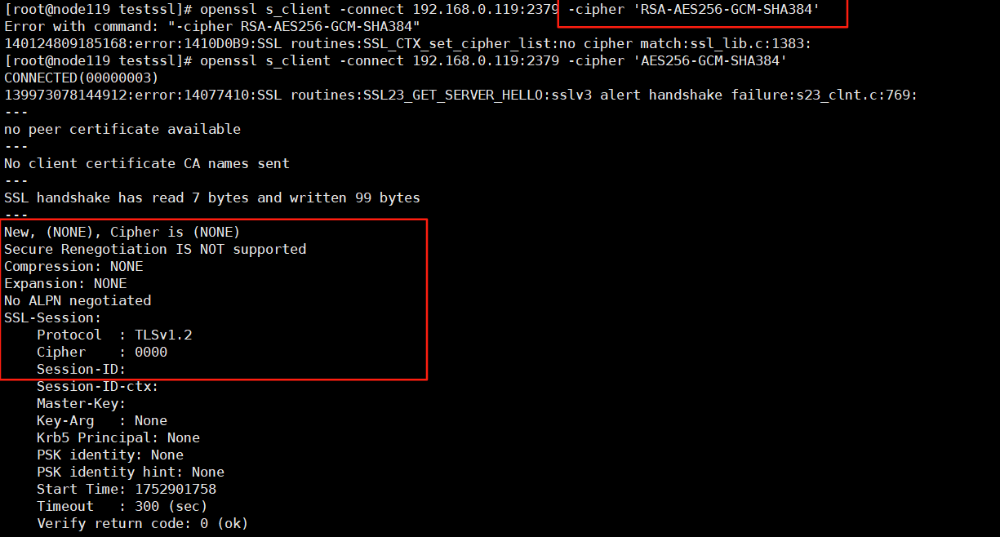 [root@node119 testssl]# openssl s_client -connect 192.168.0.119:2379 -cipher 'RSA-AES256-GCM-SHA384'
Error with command: "-cipher RSA-AES256-GCM-SHA384"
140124809185168:error:1410D0B9:SSL routines:SSL_CTX_set_cipher_list:no cipher match:ssl_lib.c:1383:
[root@node119 testssl]# openssl s_client -connect 192.168.0.119:2379 -cipher 'AES256-GCM-SHA384'
CONNECTED(00000003)
139973078144912:error:14077410:SSL routines:SSL23_GET_SERVER_HELLO:sslv3 alert handshake failure:s23_clnt.c:769:
---
no peer certificate available
---
No client certificate CA names sent
---
SSL handshake has read 7 bytes and written 99 bytes
---
New, (NONE), Cipher is (NONE)
Secure Renegotiation IS NOT supported
Compression: NONE
Expansion: NONE
No ALPN negotiated
SSL-Session:
    Protocol  : TLSv1.2
    Cipher    : 0000
    Session-ID:
    Session-ID-ctx:
    Master-Key:
    Key-Arg   : None
    Krb5 Principal: None
    PSK identity: None
    PSK identity hint: None
    Start Time: 1752901758
    Timeout   : 300 (sec)
    Verify return code: 0 (ok)